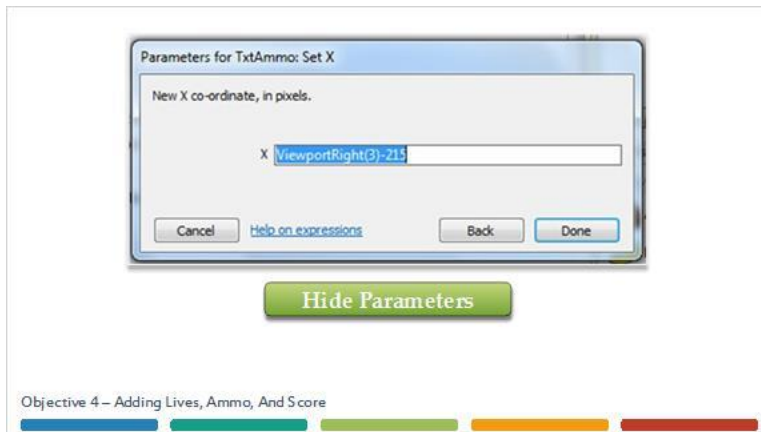 Parameters for TxtAmmo: Set X
New X co-ordinate, in pixels.
X ViewportRight(3)-215
Cancel Help on expressions Back Done
Hide Parameters
Objective 4 – Adding Lives, Ammo, And Score